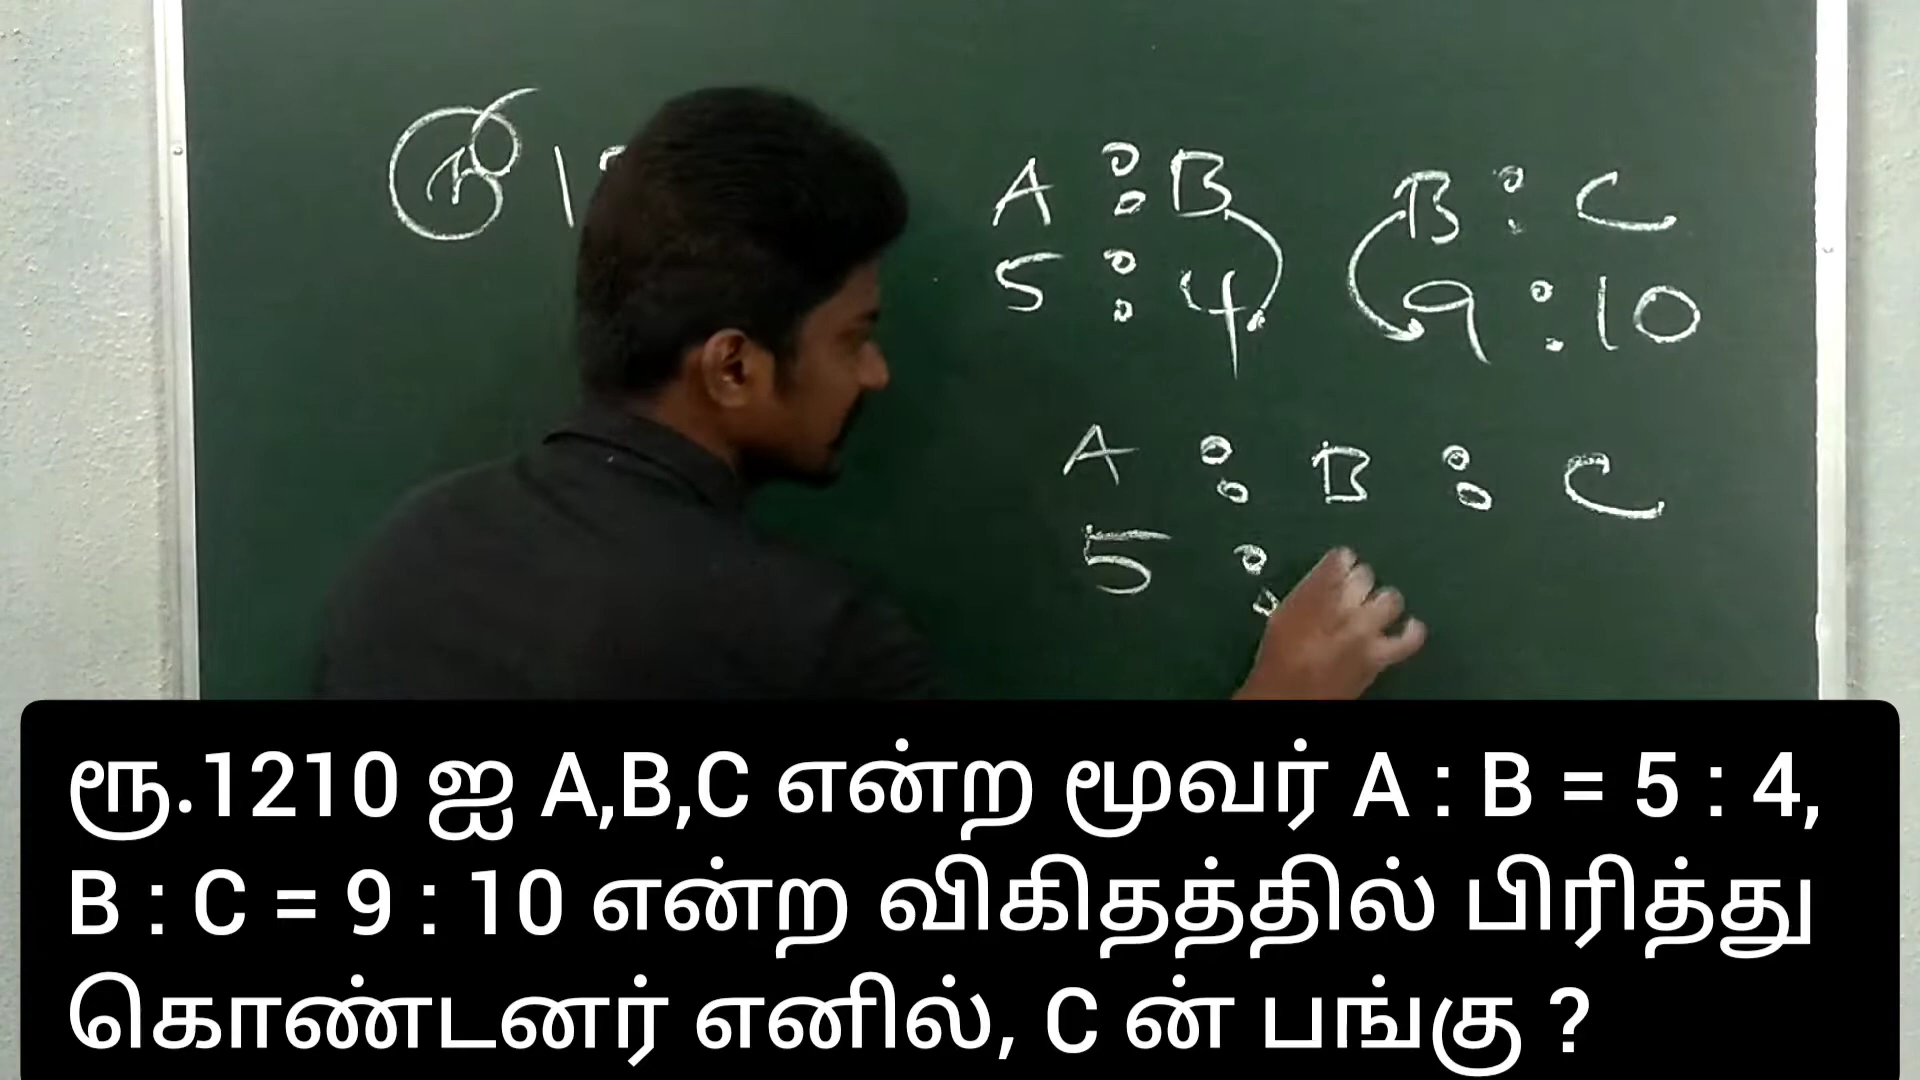 A : B
B : C
5 : 4
9 : 10
A : B : C
5 :
ரூ.1210 ஐ A,B,C என்ற மூவர் A : B = 5 : 4,
B : C = 9 : 10 என்ற விகிதத்தில் பிரித்து
கொண்டனர் எனில், C ன் பங்கு ?